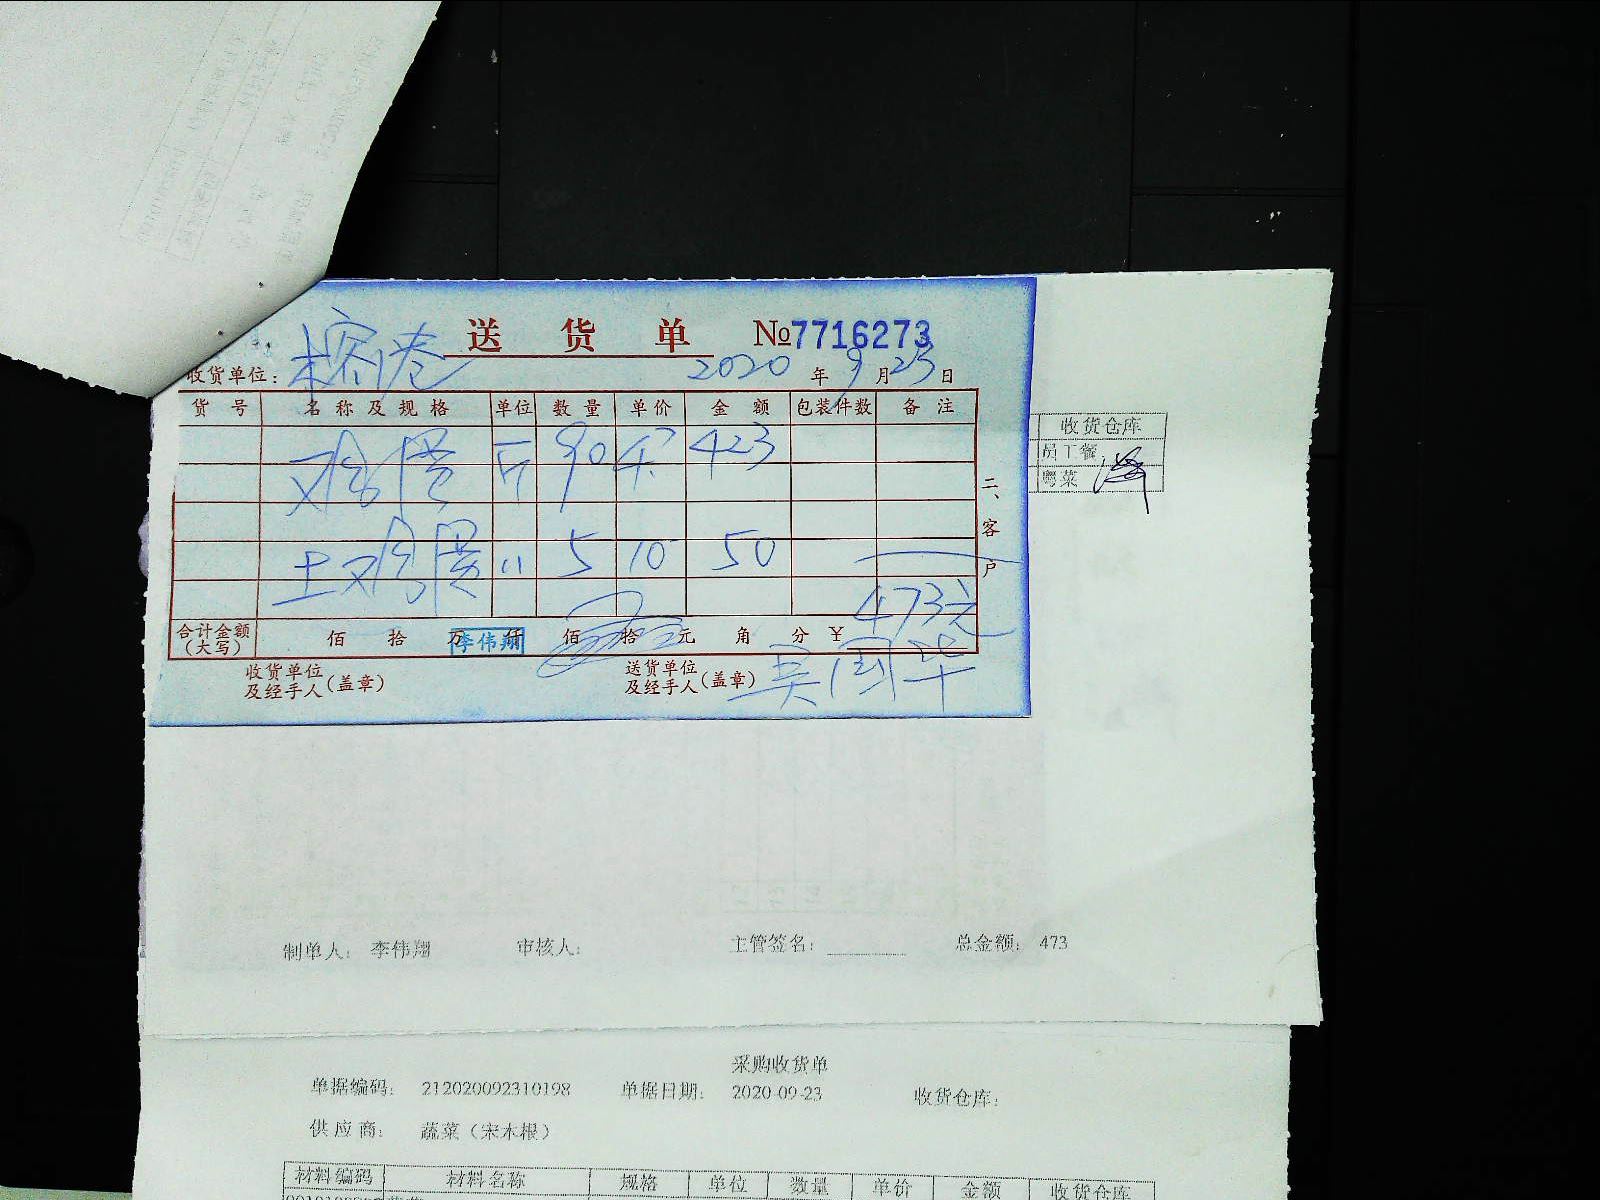 送 货 单 №7716273
收货单位： 2020 年 9 月 23 日
货 号 名 称 及 规 格 单位 数 量 单 价 金 额 包装件数 备 注
鸡蛋 斤 90 423
土鸡蛋 〃 5 10 50
473元
合计金额（大写） 佰 拾 万 仟 佰 拾 元 角 分 ￥
李伟翔
收货单位及经手人（盖章） 送货单位及经手人（盖章） 吴国华
二、客户
收货仓库
员工餐
粤菜
制单人： 李伟翔 审核人： 主管签名： 总金额： 473
采购收货单
单据编码： 212020092310198 单据日期： 2020-09-23 收货仓库：
供应商： 蔬菜（宋木根）
材料编码 材料名称 规格 单位 数量 单价 金额 收货仓库